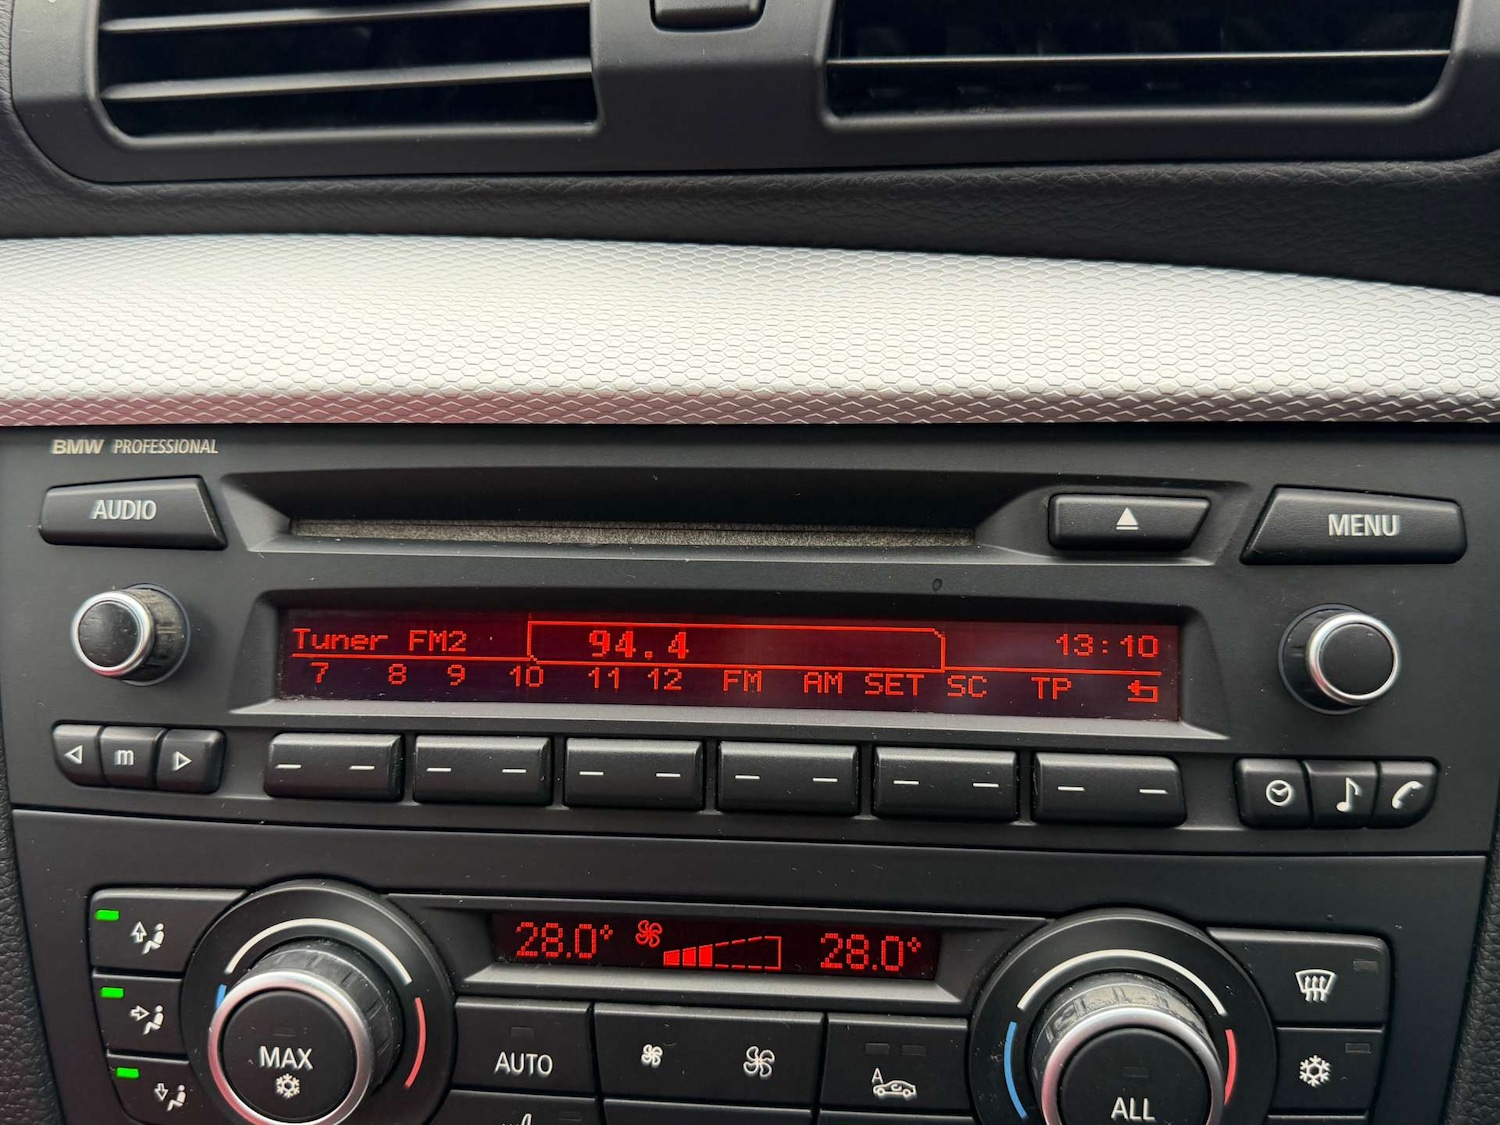 BMW PROFESSIONAL
AUDIO
MENU
Tuner FM2 94.4 13:10
7 8 9 10 11 12 FM AM SET SC TP
m
28.0° 28.0°
MAX
AUTO
A
ALL